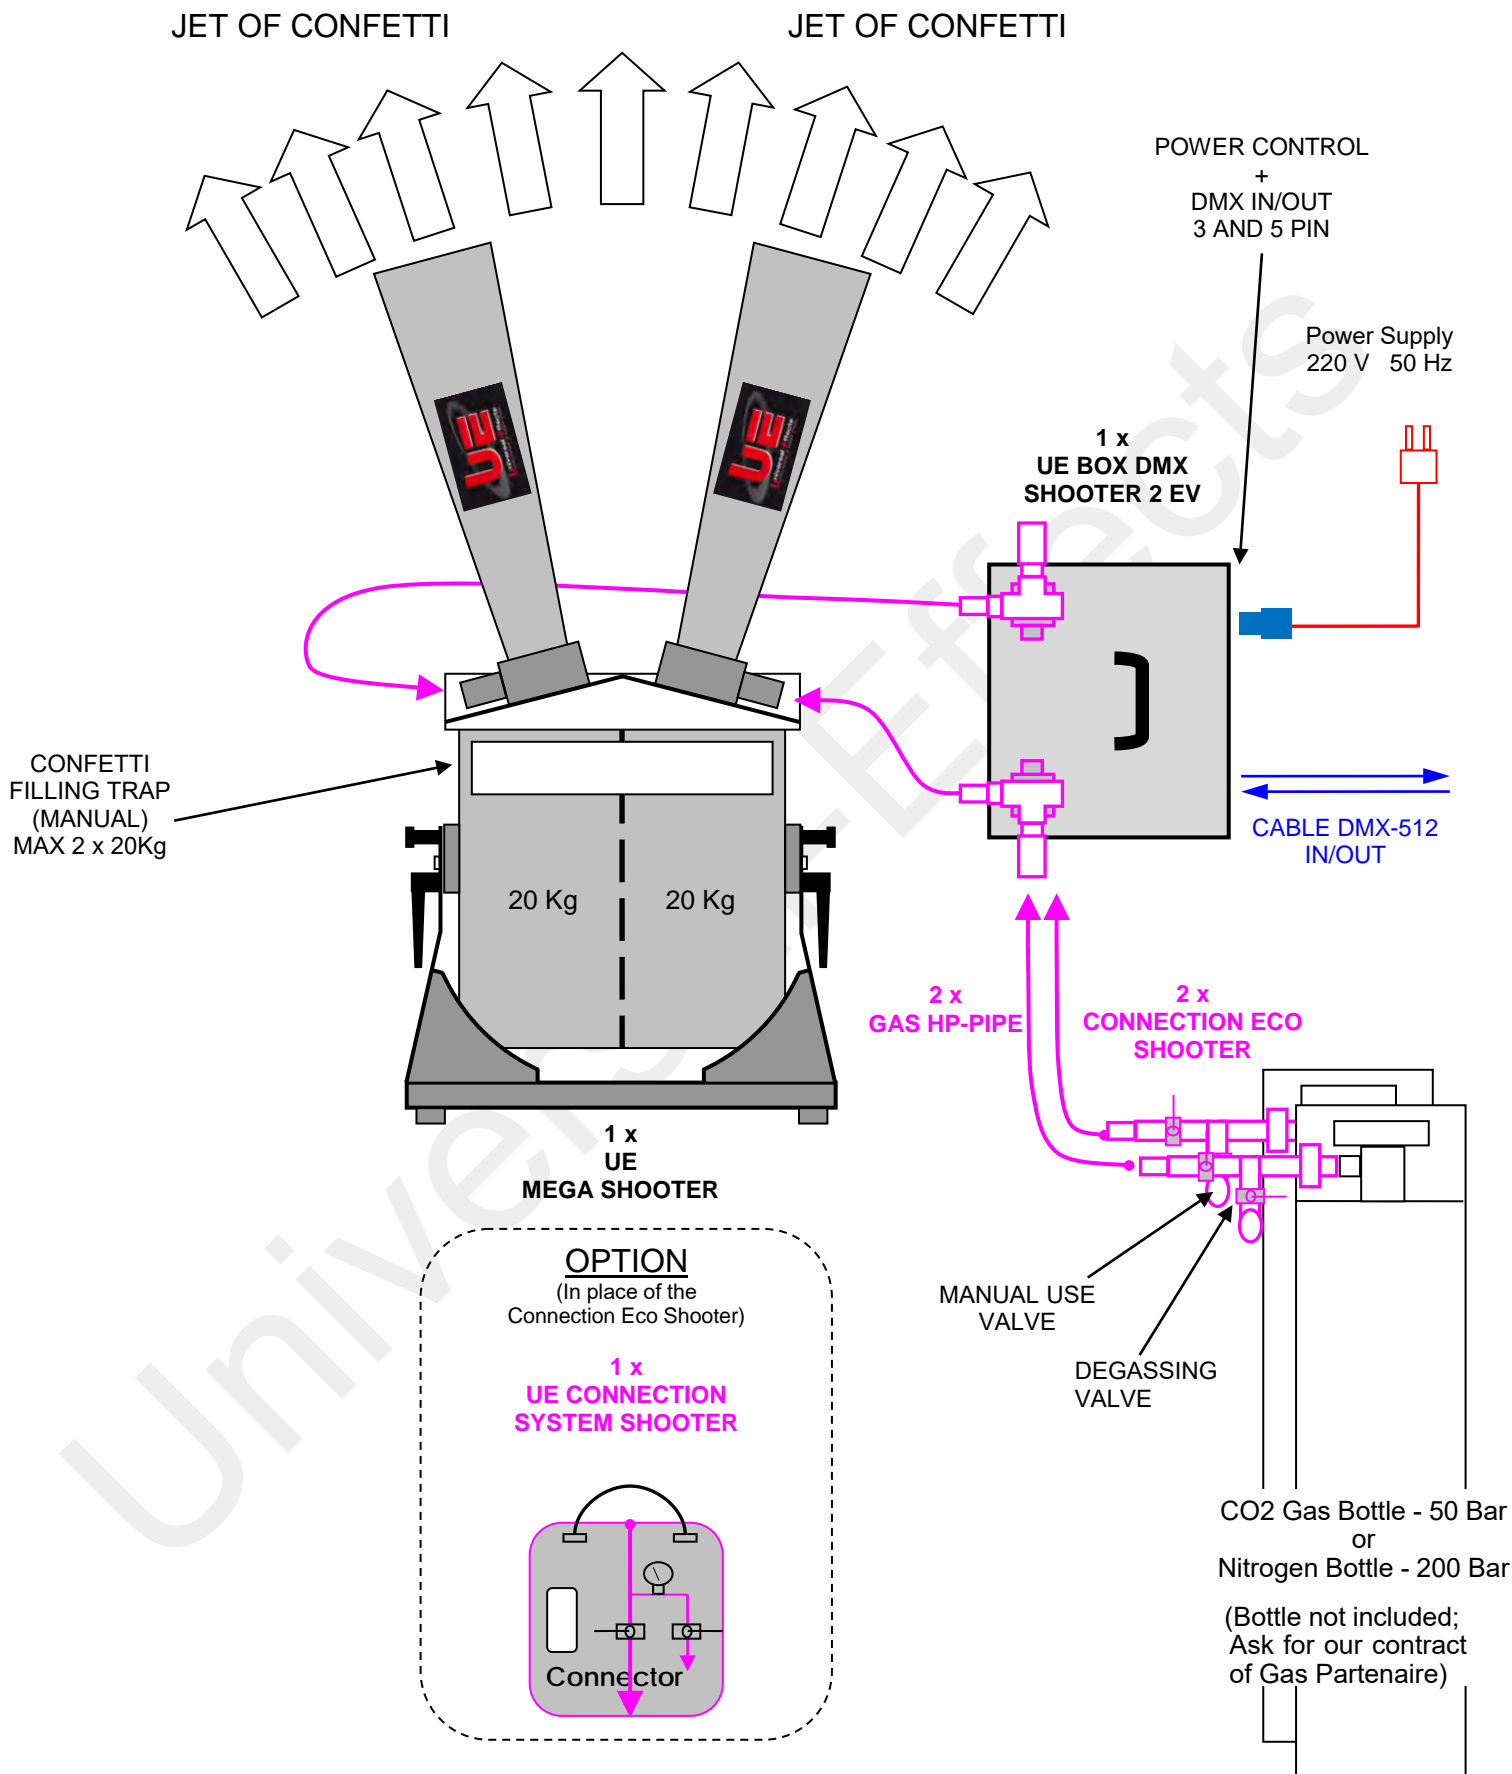 JET OF CONFETTI
JET OF CONFETTI
POWER CONTROL
+
DMX IN/OUT
3 AND 5 PIN
Power Supply
220 V 50 Hz
1 x
UE BOX DMX
SHOOTER 2 EV
UE
Universal Effects
UE
Universal Effects
CONFETTI
FILLING TRAP
(MANUAL)
MAX 2 x 20Kg
20 Kg
20 Kg
CABLE DMX-512
IN/OUT
2 x
GAS HP-PIPE
2 x
CONNECTION ECO
SHOOTER
1 x
UE
MEGA SHOOTER
MANUAL USE
VALVE
DEGASSING
VALVE
OPTION
(In place of the
Connection Eco Shooter)
1 x
UE CONNECTION
SYSTEM SHOOTER
Connector
CO2 Gas Bottle - 50 Bar
or
Nitrogen Bottle - 200 Bar
(Bottle not included;
Ask for our contract
of Gas Partenaire)